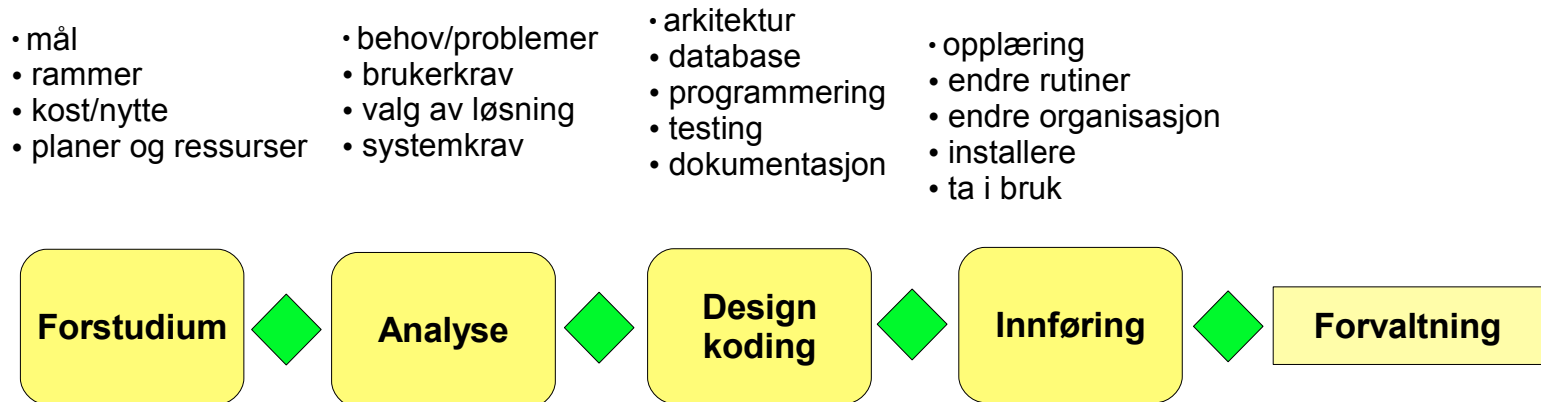 • mål
• rammer
• kost/nytte
• planer og ressurser
• behov/problemer
• brukerkrav
• valg av løsning
• systemkrav
• arkitektur
• database
• programmering
• testing
• dokumentasjon
• opplæring
• endre rutiner
• endre organisasjon
• installere
• ta i bruk
Forstudium
Analyse
Design
koding
Innføring
Forvaltning